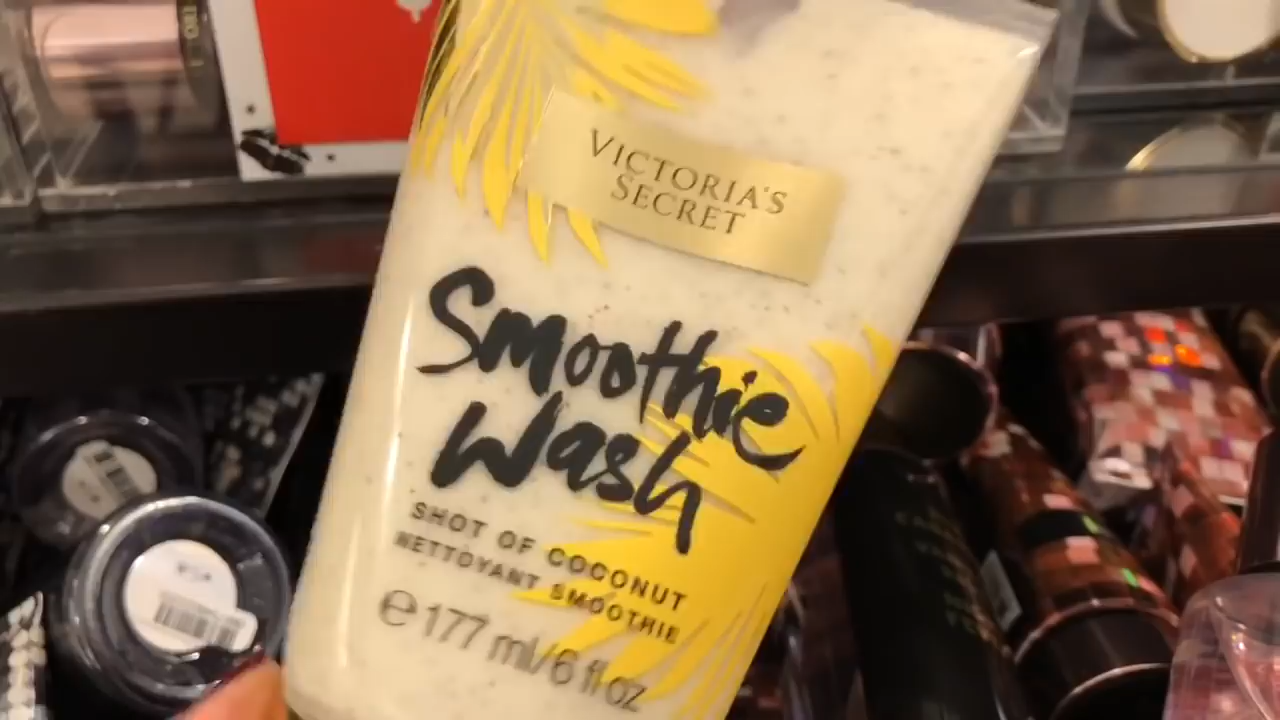 VICTORIA'S
SECRET
Smoothie
Wash
SHOT OF COCONUT
NETTOYANT SMOOTHIE
℮ 177 ml/6 fl oz